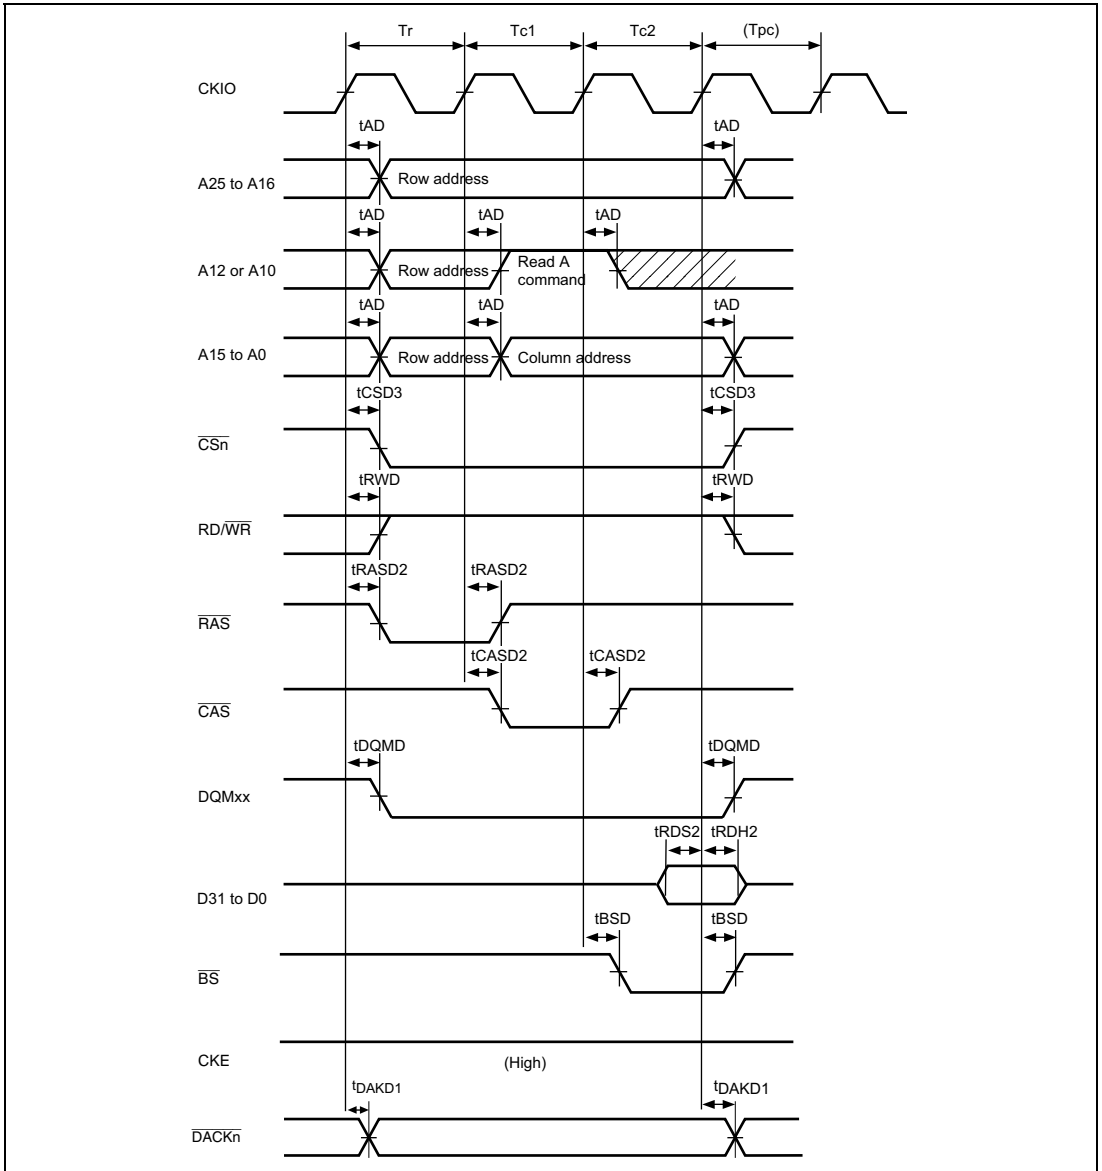 Tr Tc1 Tc2 (Tpc)
CKIO
tAD tAD
A25 to A16 Row address
tAD tAD tAD
A12 or A10 Row address Read A command
tAD tAD tAD
A15 to A0 Row address Column address
tCSD3 tCSD3
CSn
tRWD tRWD
RD/WR
tRASD2 tRASD2
RAS
tCASD2 tCASD2
CAS
tDQMD tDQMD
DQMxx
tRDS2 tRDH2
D31 to D0
tBSD tBSD
BS
CKE (High)
tDAKD1 tDAKD1
DACKn